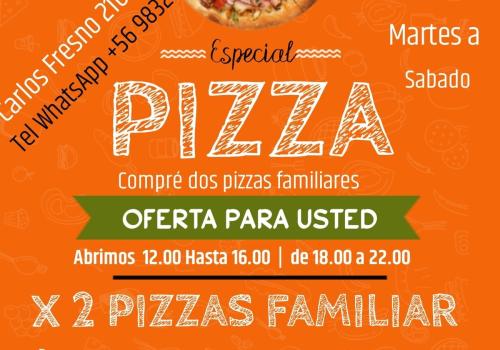 Carlos Fresno 210
Tel WhatsApp +56 9832
Especial
Martes a
Sabado
PIZZA
Compré dos pizzas familiares
OFERTA PARA USTED
Abrimos 12.00 Hasta 16.00 | de 18.00 a 22.00
X 2 PIZZAS FAMILIAR